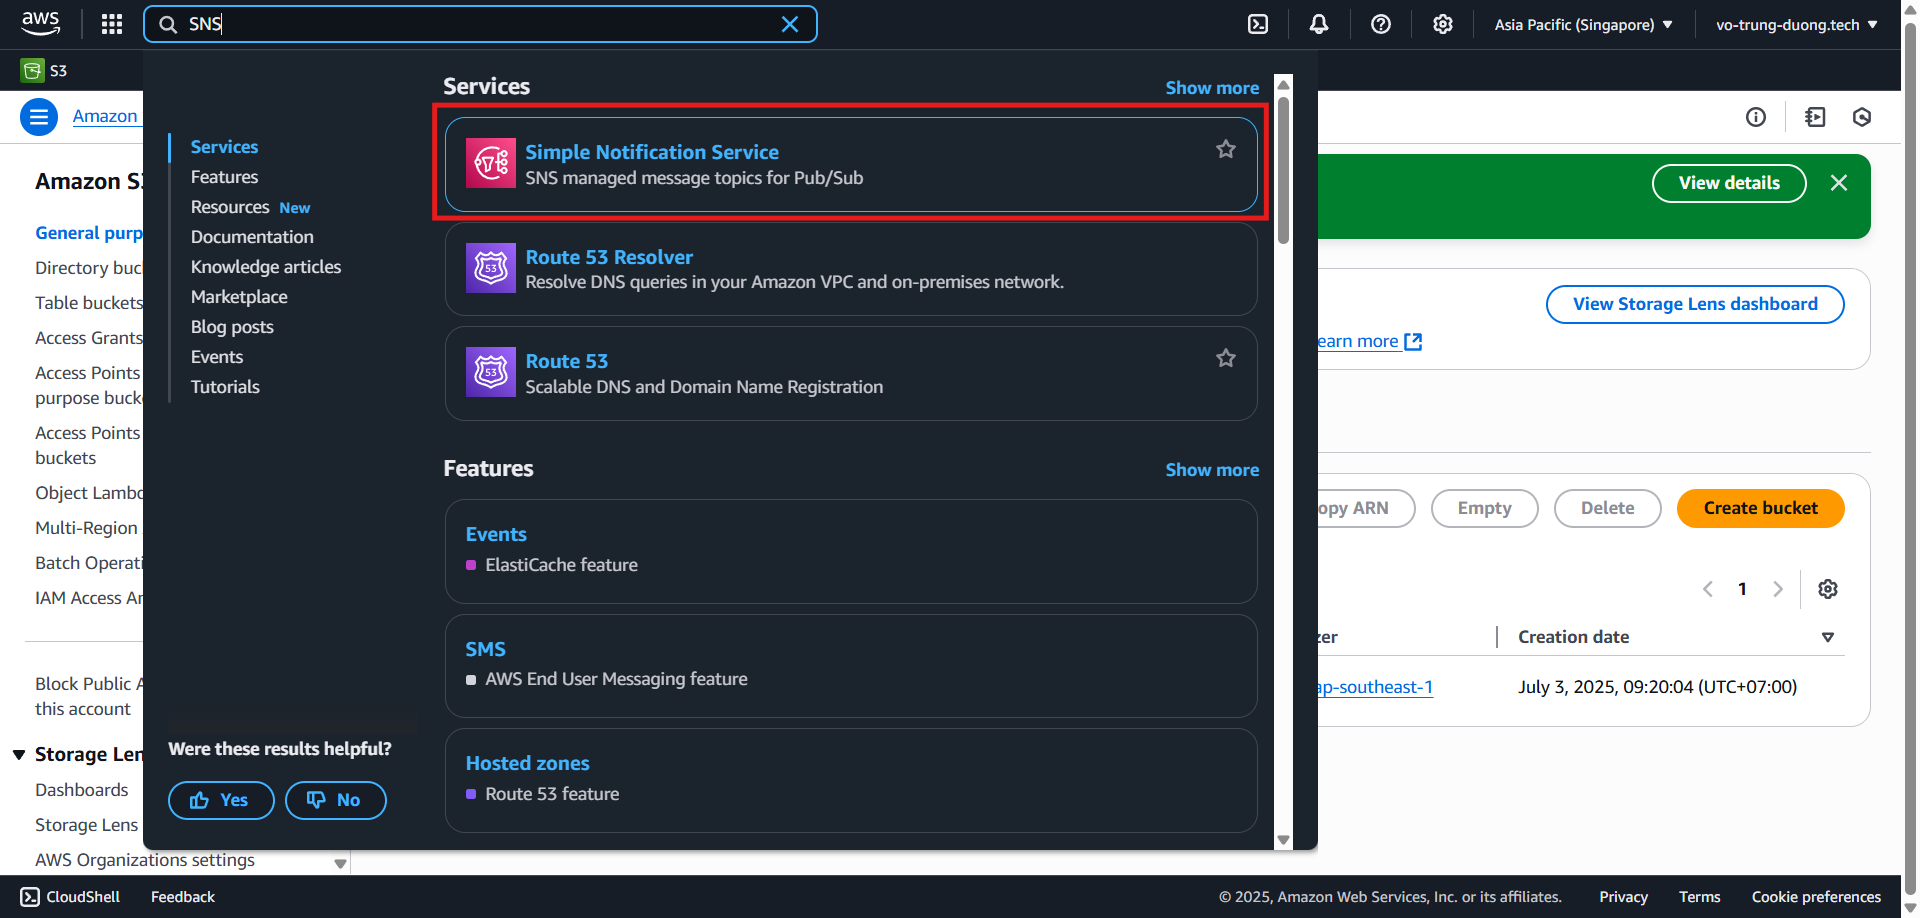 aws
SNS
Asia Pacific (Singapore)
vo-trung-duong.tech
S3
Amazon
Amazon S3
General purp
Directory buc
Table buckets
Access Grants
Access Points
purpose buck
Access Points
buckets
Object Lambd
Multi-Region
Batch Operati
IAM Access An
Block Public A
this account
Storage Len
Dashboards
Storage Lens
AWS Organizations settings
Services
Features
Resources New
Documentation
Knowledge articles
Marketplace
Blog posts
Events
Tutorials
Were these results helpful?
Yes
No
Services
Show more
Simple Notification Service
SNS managed message topics for Pub/Sub
Route 53 Resolver
Resolve DNS queries in your Amazon VPC and on-premises network.
Route 53
Scalable DNS and Domain Name Registration
Features
Show more
Events
ElastiCache feature
SMS
AWS End User Messaging feature
Hosted zones
Route 53 feature
View details
View Storage Lens dashboard
earn more
opy ARN
Empty
Delete
Create bucket
1
zer
Creation date
ap-southeast-1
July 3, 2025, 09:20:04 (UTC+07:00)
CloudShell
Feedback
© 2025, Amazon Web Services, Inc. or its affiliates.
Privacy
Terms
Cookie preferences